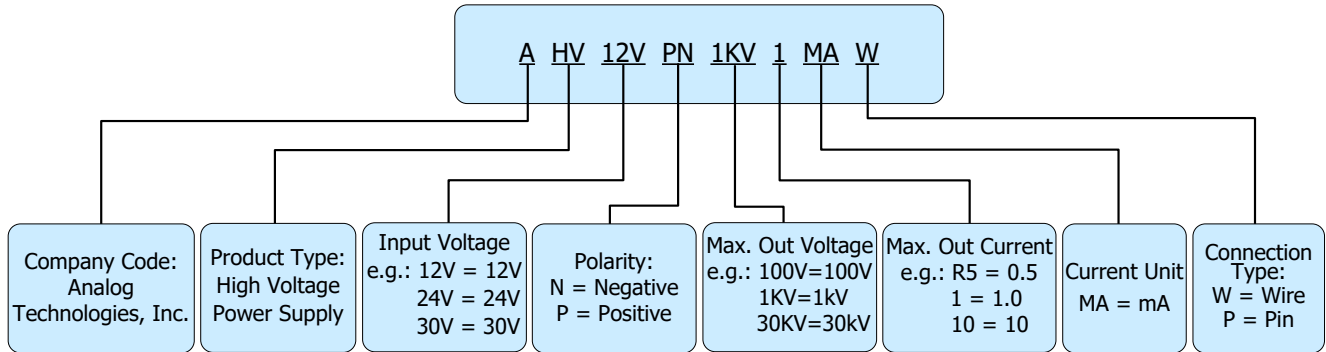 A HV 12V PN 1KV 1 MA W
Company Code:
Analog
Technologies, Inc.
Product Type:
High Voltage
Power Supply
Input Voltage
e.g.: 12V = 12V
24V = 24V
30V = 30V
Polarity:
N = Negative
P = Positive
Max. Out Voltage
e.g.: 100V=100V
1KV=1kV
30KV=30kV
Max. Out Current
e.g.: R5 = 0.5
1 = 1.0
10 = 10
Current Unit
MA = mA
Connection
Type:
W = Wire
P = Pin